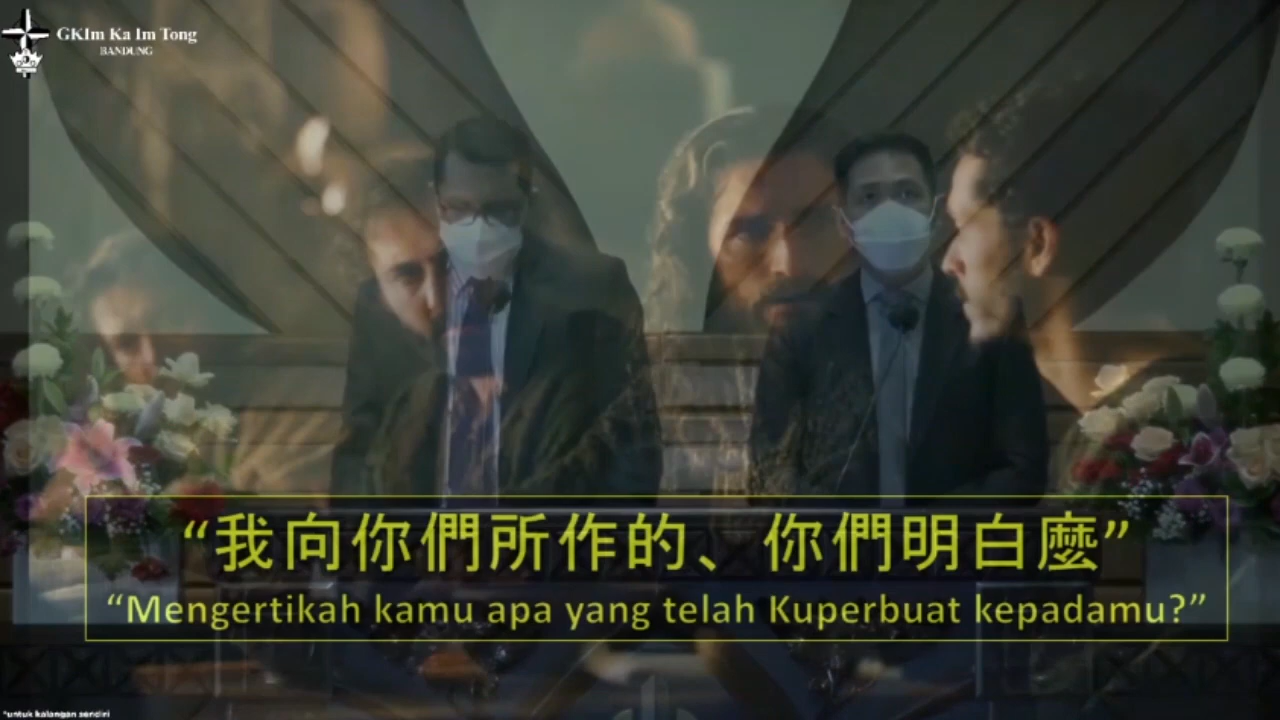 GKIm Ka Im Tong
BANDUNG
“我向你們所作的、你們明白麼”
“Mengertikah kamu apa yang telah Kuperbuat kepadamu?”
*untuk kalangan sendiri